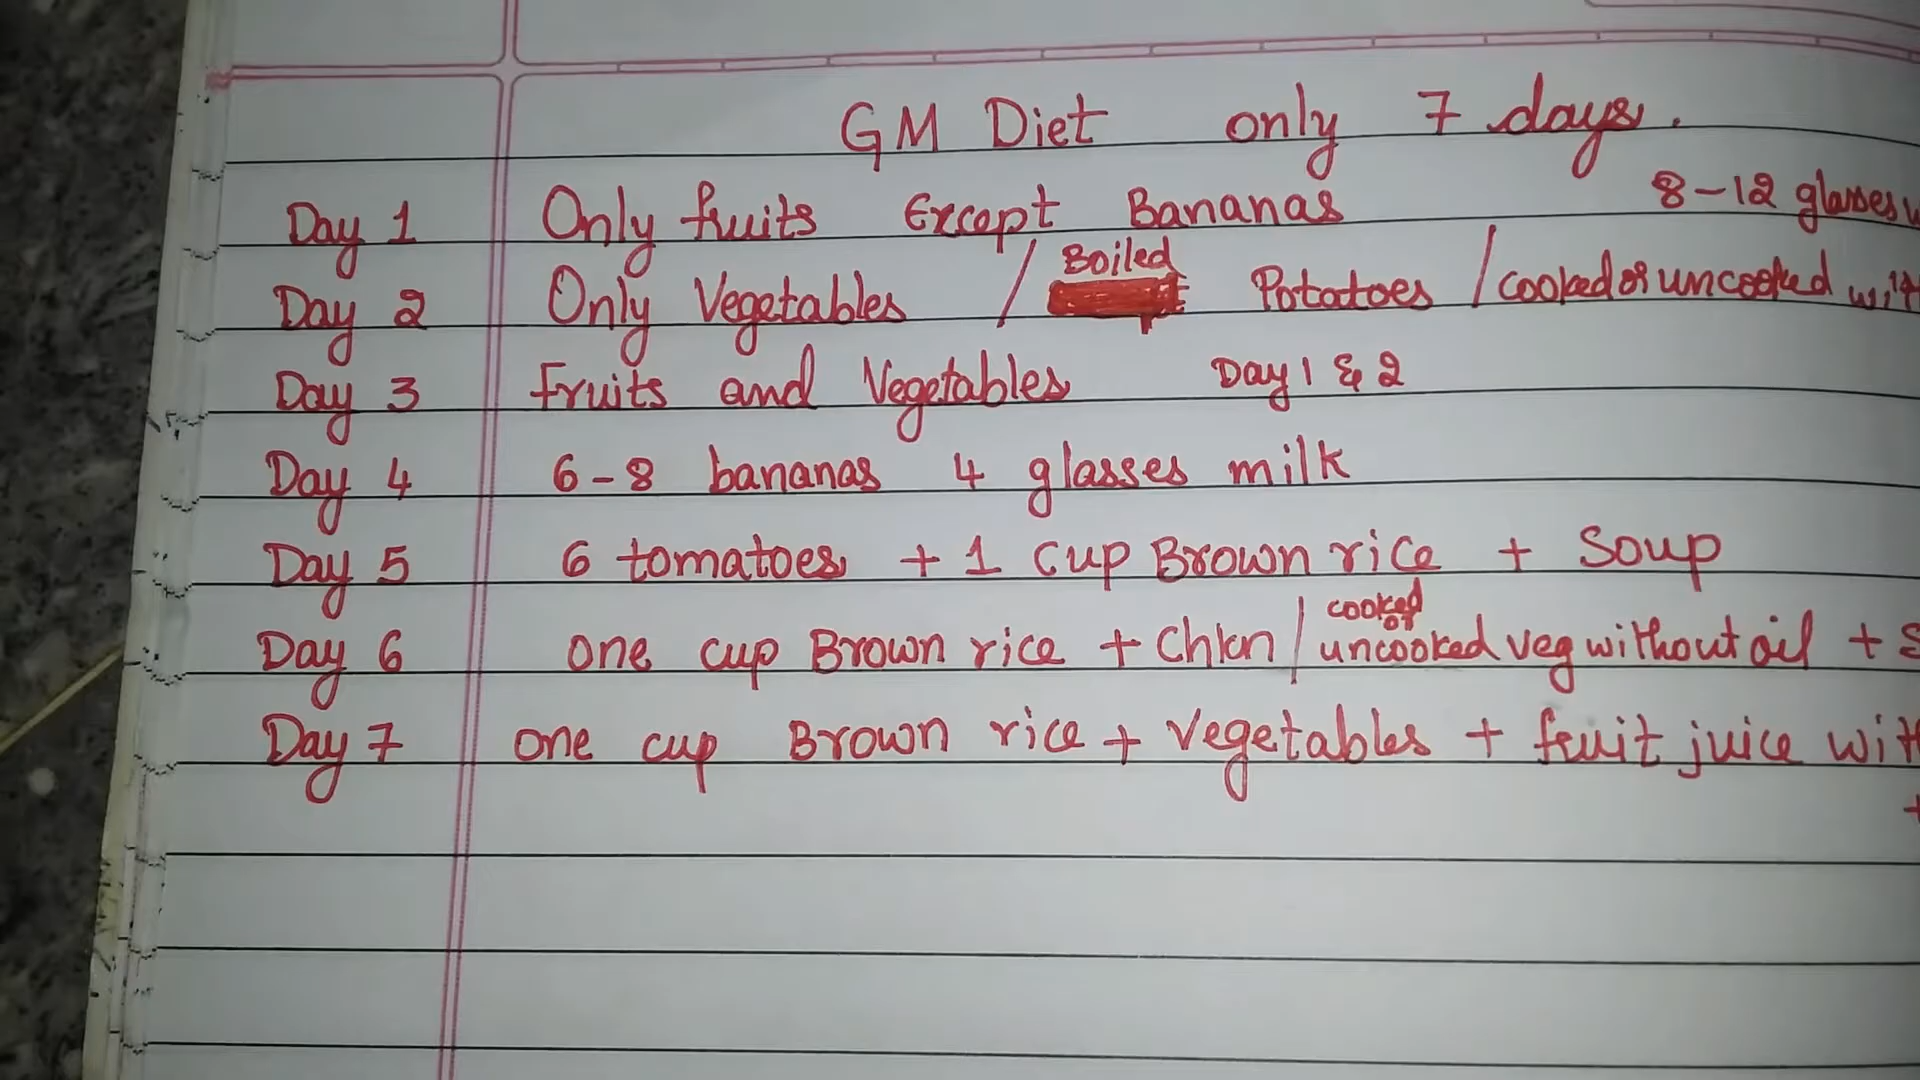 GM Diet only 7 days.
Day 1 Only fruits Except Bananas 8-12 glasses
Day 2 Only Vegetables / Boiled Potatoes / cooked or uncooked
Day 3 Fruits and Vegetables Day 1 & 2
Day 4 6-8 bananas 4 glasses milk
Day 5 6 tomatoes + 1 cup Brown rice + Soup
Day 6 one cup Brown rice + Chkn / cooked or uncooked veg without oil +
Day 7 one cup Brown rice + Vegetables + fruit juice